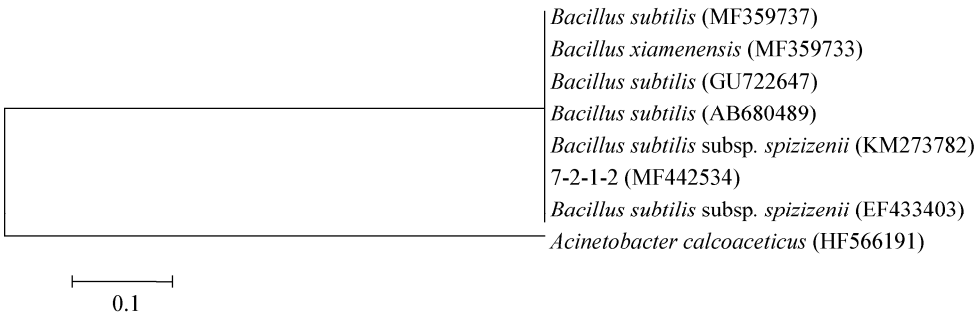 Bacillus subtilis (MF359737)
Bacillus xiamenensis (MF359733)
Bacillus subtilis (GU722647)
Bacillus subtilis (AB680489)
Bacillus subtilis subsp. spizizenii (KM273782)
7-2-1-2 (MF442534)
Bacillus subtilis subsp. spizizenii (EF433403)
Acinetobacter calcoaceticus (HF566191)
0.1